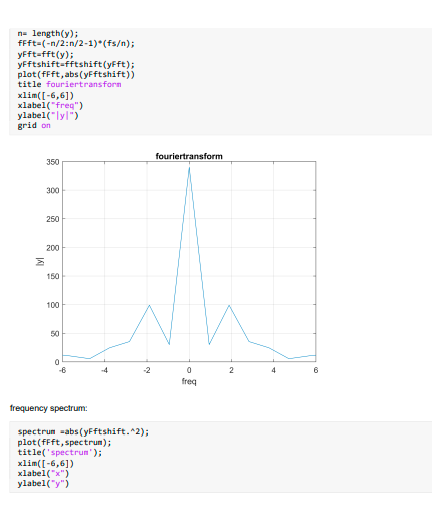 n= length(y);
fFft=(-n/2:n/2-1)*(fs/n);
yFft=fft(y);
yFftshift=fftshift(yFft);
plot(fFft,abs(yFftshift))
title fouriertransform
xlim([-6,6])
xlabel("freq")
ylabel("|y|")
grid on
fouriertransform
350
300
250
200
150
100
50
0
|y|
-6 -4 -2 0 2 4 6
freq
frequency spectrum:
spectrum =abs(yFftshift.^2);
plot(fFft,spectrum);
title('spectrum');
xlim([-6,6])
xlabel("x")
ylabel("y")